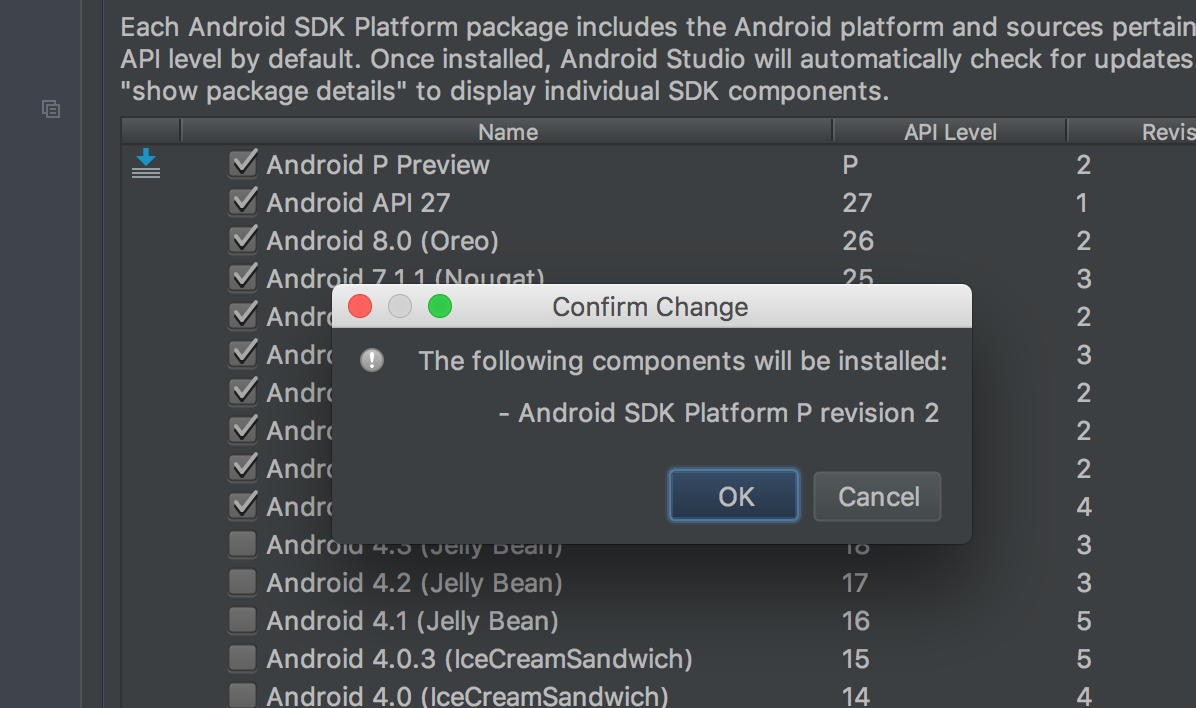 Each Android SDK Platform package includes the Android platform and sources pertain
API level by default. Once installed, Android Studio will automatically check for updates.
"show package details" to display individual SDK components.
Name API Level Revis
Android P Preview P 2
Android API 27 27 1
Android 8.0 (Oreo) 26 2
Android 7.1.1 (Nougat) 25 3
Andro 2
Andro 3
Andro 2
Andro 2
Andro 2
Andro 4
Confirm Change
The following components will be installed:
- Android SDK Platform P revision 2
OK Cancel
Android 4.3 (Jelly Bean) 18 3
Android 4.2 (Jelly Bean) 17 3
Android 4.1 (Jelly Bean) 16 5
Android 4.0.3 (IceCreamSandwich) 15 5
Android 4.0 (IceCreamSandwich) 14 4